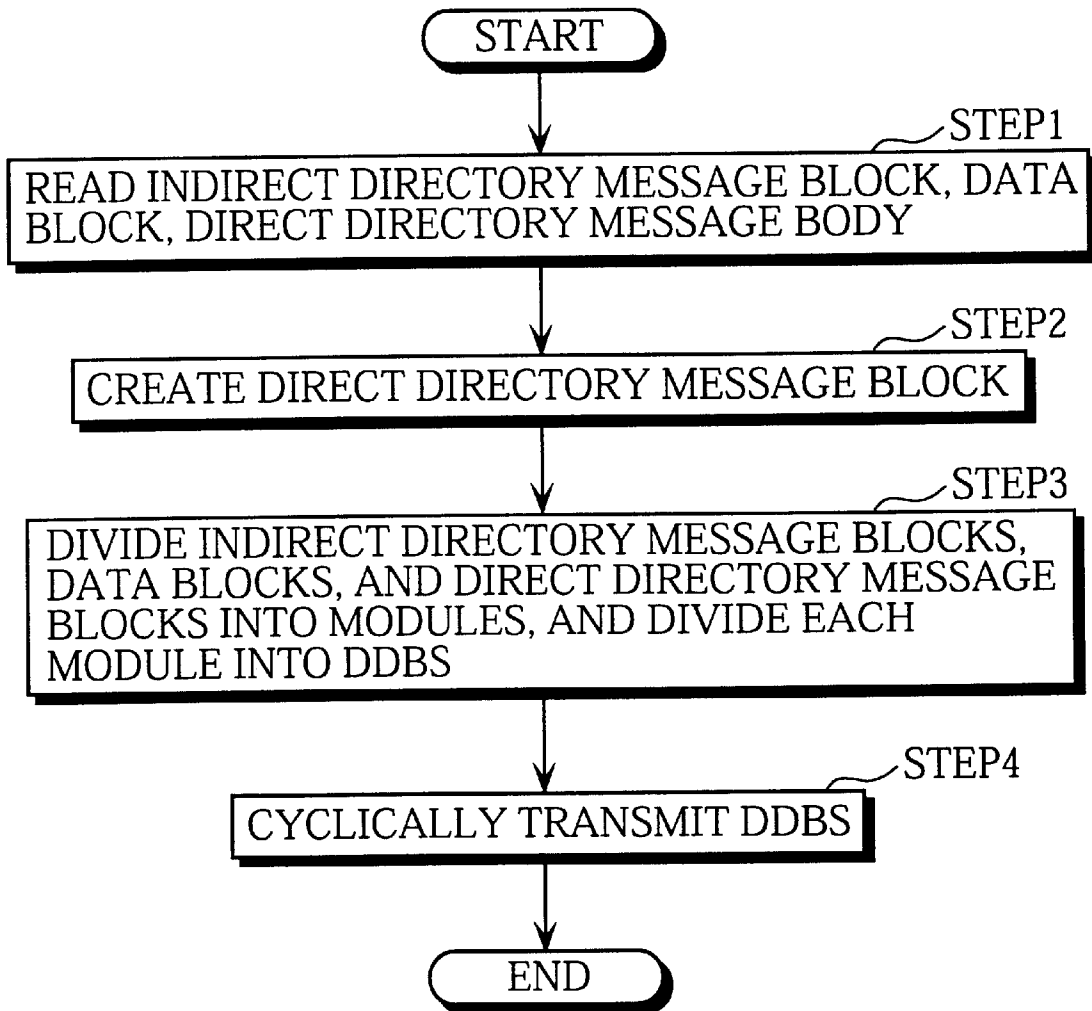 START
STEP1
READ INDIRECT DIRECTORY MESSAGE BLOCK, DATA
BLOCK, DIRECT DIRECTORY MESSAGE BODY
STEP2
CREATE DIRECT DIRECTORY MESSAGE BLOCK
STEP3
DIVIDE INDIRECT DIRECTORY MESSAGE BLOCKS,
DATA BLOCKS, AND DIRECT DIRECTORY MESSAGE
BLOCKS INTO MODULES, AND DIVIDE EACH
MODULE INTO DDBS
STEP4
CYCLICALLY TRANSMIT DDBS
END